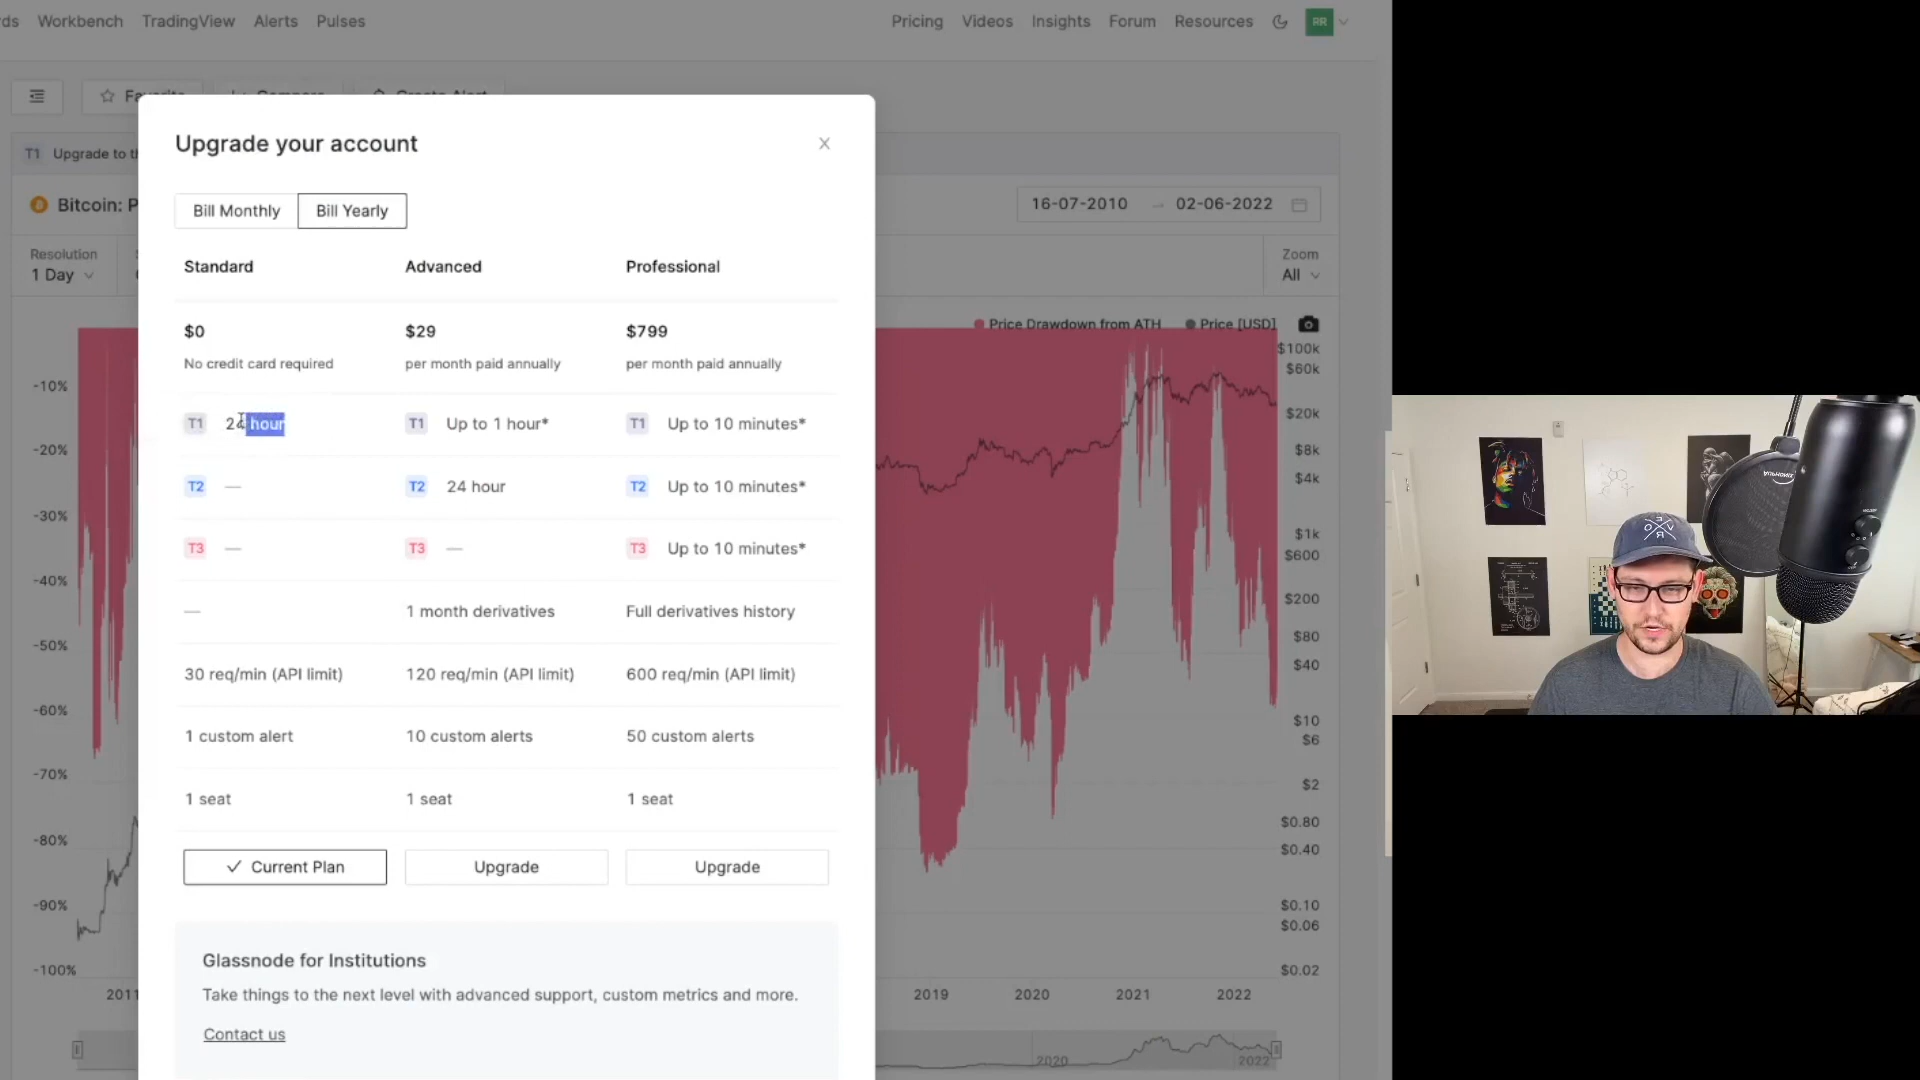 Workbench TradingView Alerts Pulses Pricing Videos Insights Forum Resources RR
Upgrade your account
T1 Upgrade to th
Bill Monthly Bill Yearly
Bitcoin: P
16-07-2010 → 02-06-2022
Resolution
1 Day
Zoom
All
Standard Advanced Professional
$0 $29 $799
No credit card required per month paid annually per month paid annually
T1 24 hour T1 Up to 1 hour* T1 Up to 10 minutes*
T2 — T2 24 hour T2 Up to 10 minutes*
T3 — T3 — T3 Up to 10 minutes*
— 1 month derivatives Full derivatives history
30 req/min (API limit) 120 req/min (API limit) 600 req/min (API limit)
1 custom alert 10 custom alerts 50 custom alerts
1 seat 1 seat 1 seat
Current Plan Upgrade Upgrade
Glassnode for Institutions
Take things to the next level with advanced support, custom metrics and more.
Contact us
Price Drawdown from ATH Price [USD]
-10%
-20%
-30%
-40%
-50%
-60%
-70%
-80%
-90%
-100%
$100k
$60k
$20k
$8k
$4k
$1k
$600
$200
$80
$40
$10
$6
$2
$0.80
$0.40
$0.10
$0.06
$0.02
2011 2019 2020 2021 2022
2020 2022